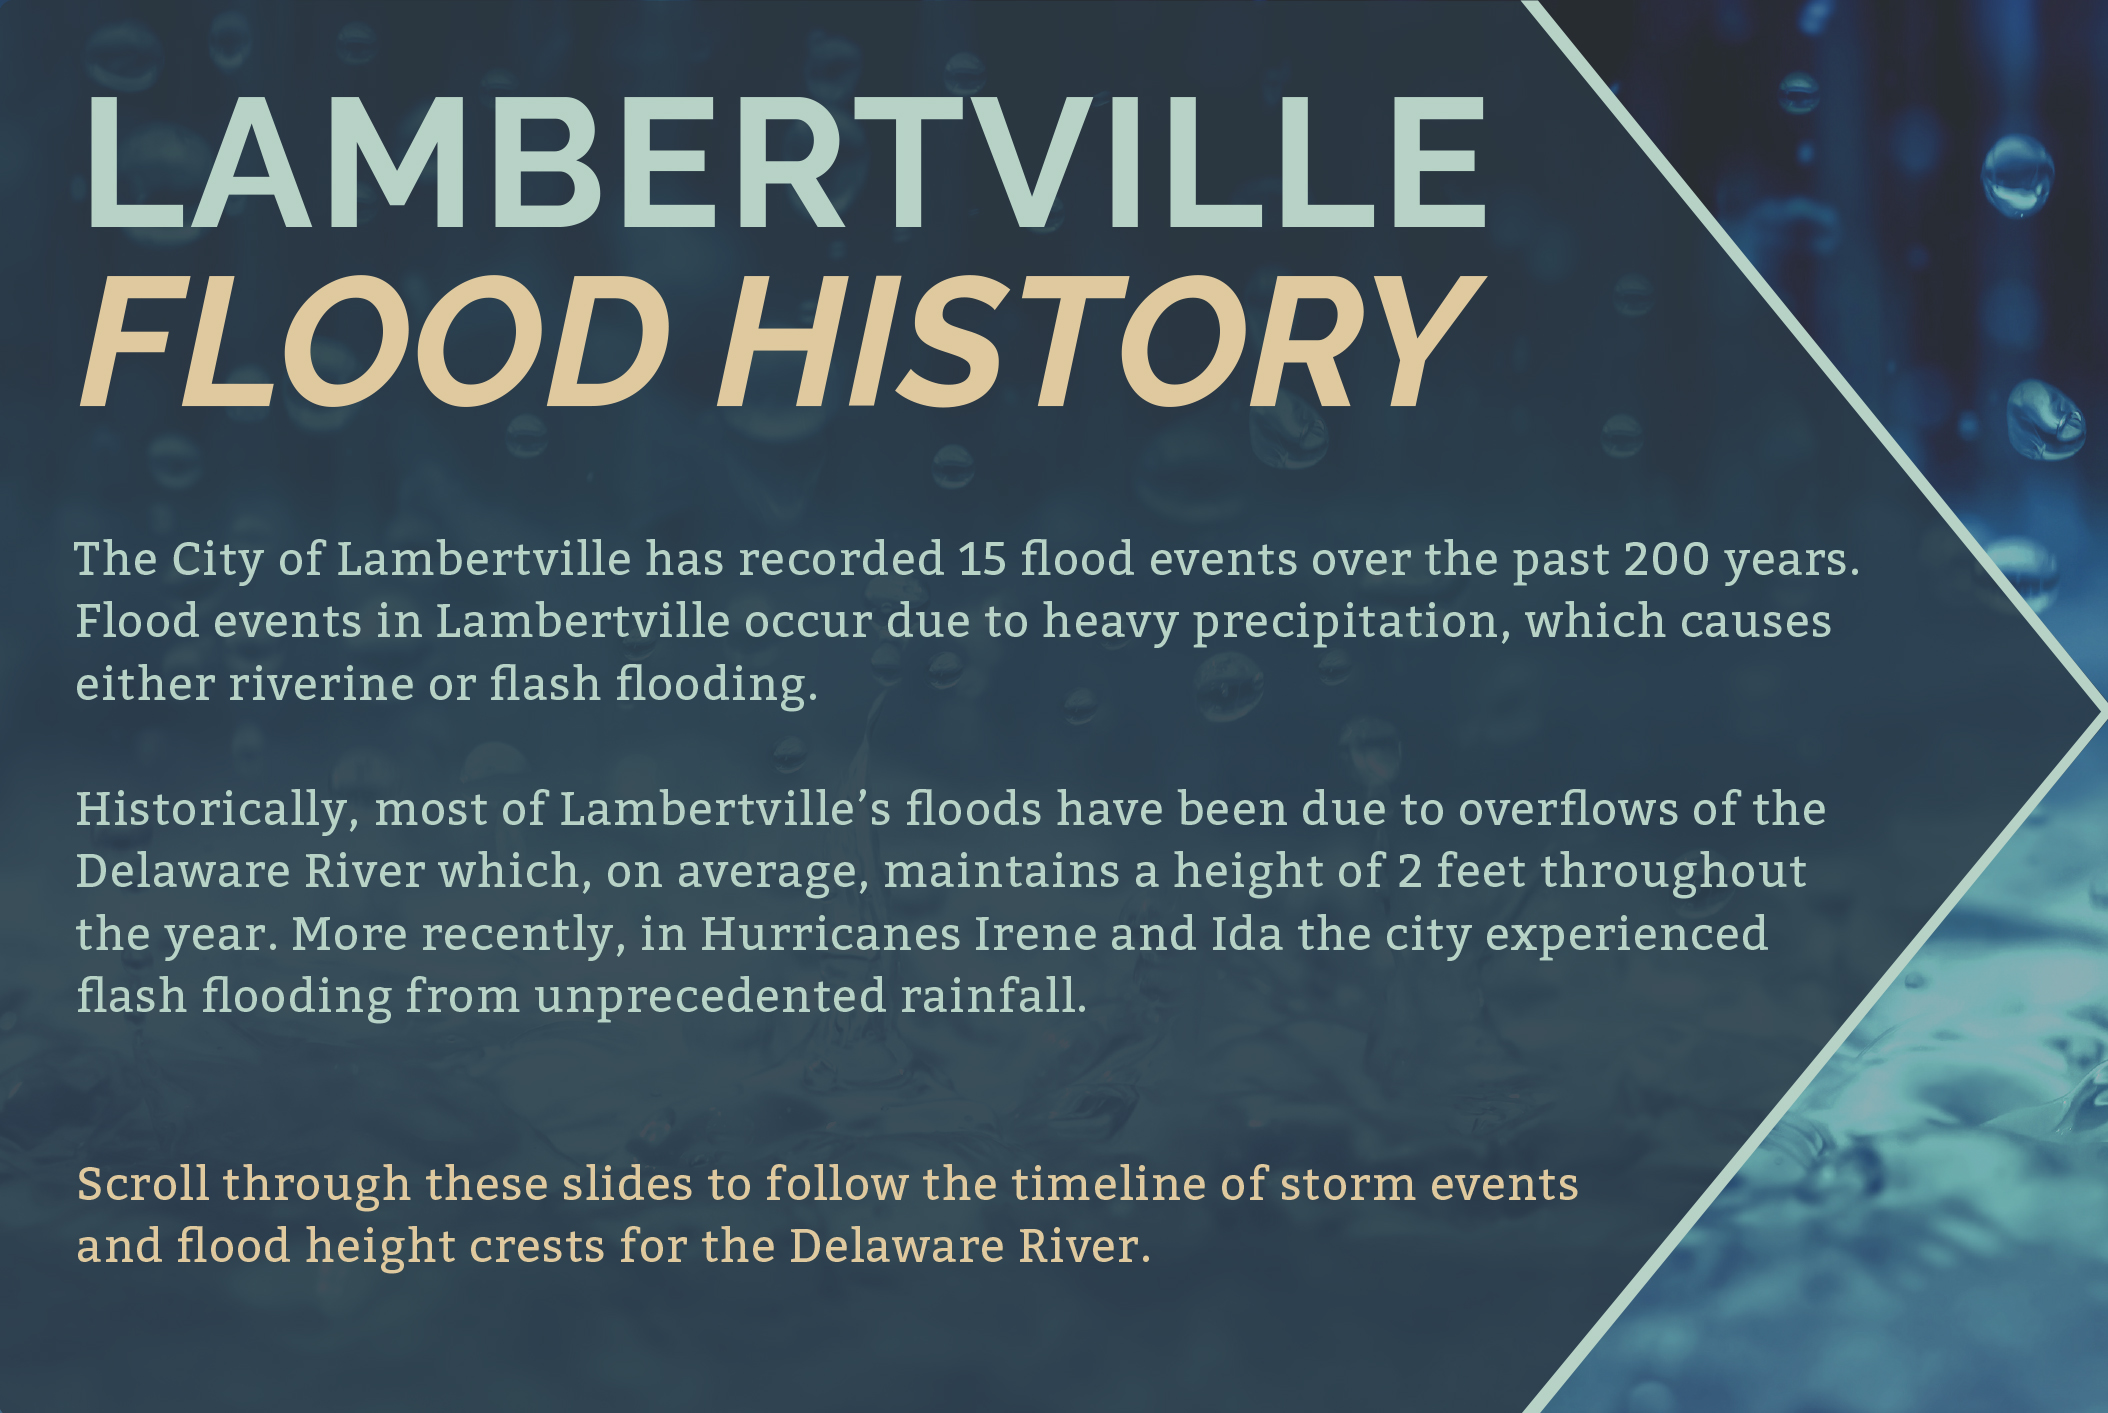 LAMBERTVILLE
FLOOD HISTORY
The City of Lambertville has recorded 15 flood events over the past 200 years.
Flood events in Lambertville occur due to heavy precipitation, which causes
either riverine or flash flooding.
Historically, most of Lambertville’s floods have been due to overflows of the
Delaware River which, on average, maintains a height of 2 feet throughout
the year. More recently, in Hurricanes Irene and Ida the city experienced
flash flooding from unprecedented rainfall.
Scroll through these slides to follow the timeline of storm events
and flood height crests for the Delaware River.